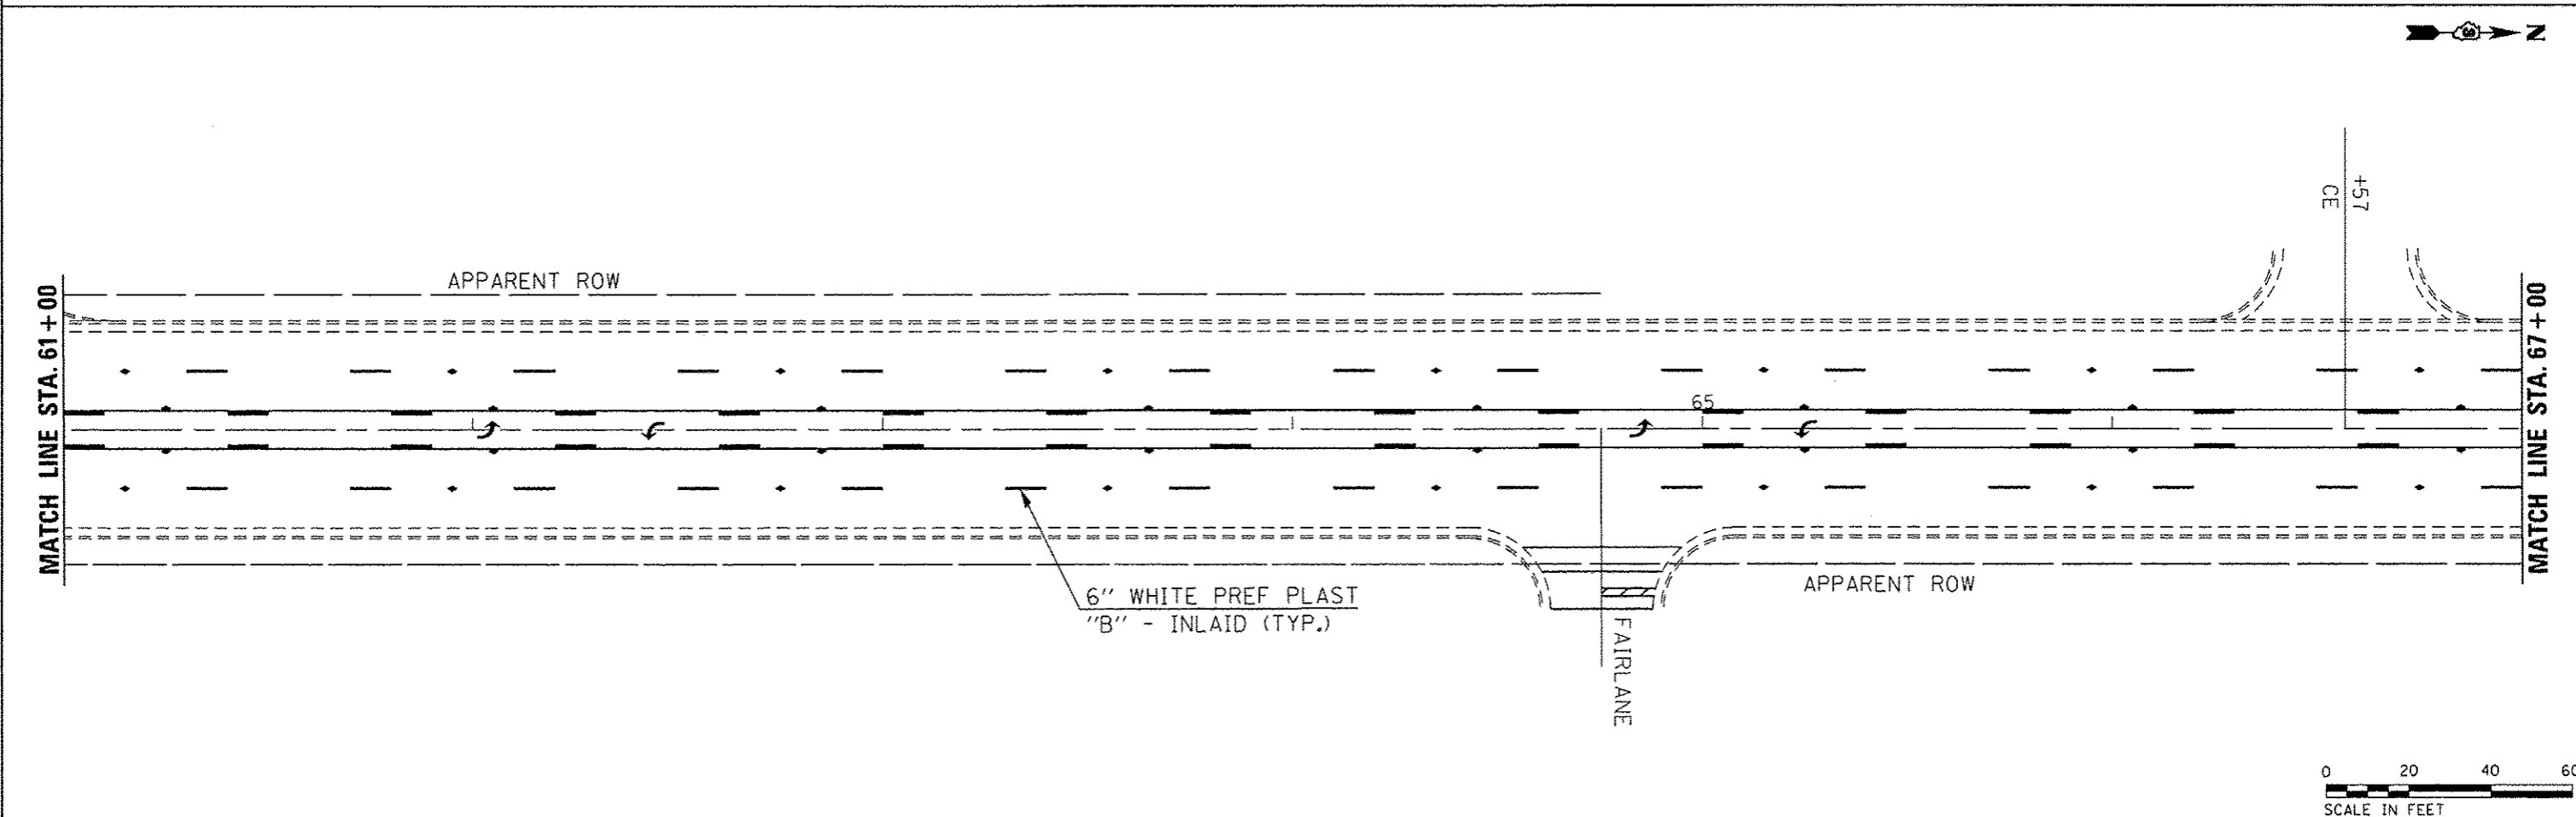 N
+57
CE
APPARENT ROW
MATCH LINE STA. 61 + 00
MATCH LINE STA. 67 + 00
65
APPARENT ROW
6" WHITE PREF PLAST
"B" - INLAID (TYP.)
FAIRLANE
0 20 40 60
SCALE IN FEET